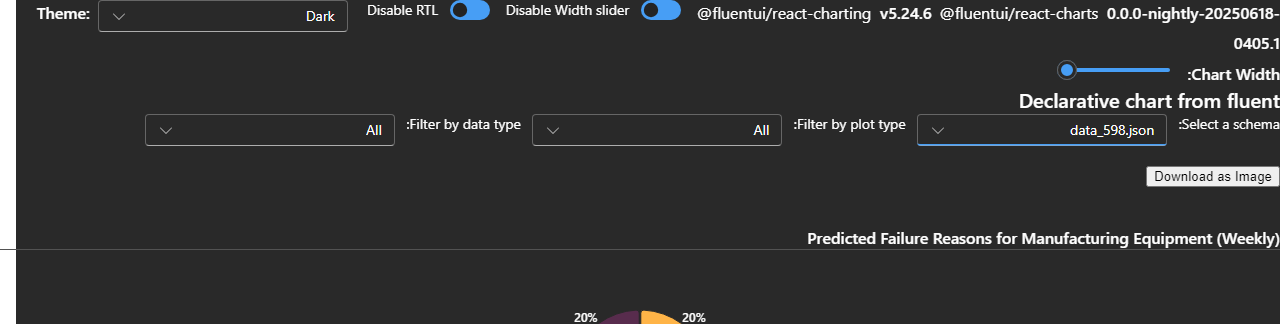 Theme: Dark Disable RTL Disable Width slider @fluentui/react-charting v5.24.6 @fluentui/react-charts 0.0.0-nightly-20250618-
0405.1
:Chart Width
Declarative chart from fluent
:Select a schema data_598.json :Filter by plot type All :Filter by data type All
Download as Image
Predicted Failure Reasons for Manufacturing Equipment (Weekly)
20% 20%